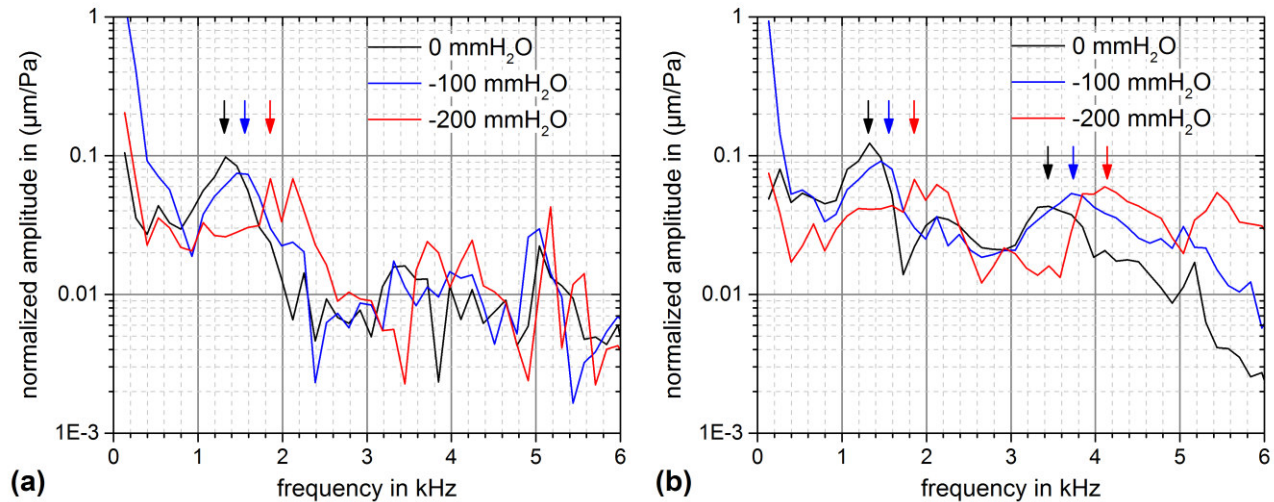 1
0.1
0.01
1E-3
normalized amplitude in (μm/Pa)
0 mmH₂O
-100 mmH₂O
-200 mmH₂O
0 1 2 3 4 5 6
frequency in kHz
(a)
1
0.1
0.01
1E-3
normalized amplitude in (μm/Pa)
0 mmH₂O
-100 mmH₂O
-200 mmH₂O
0 1 2 3 4 5 6
frequency in kHz
(b)